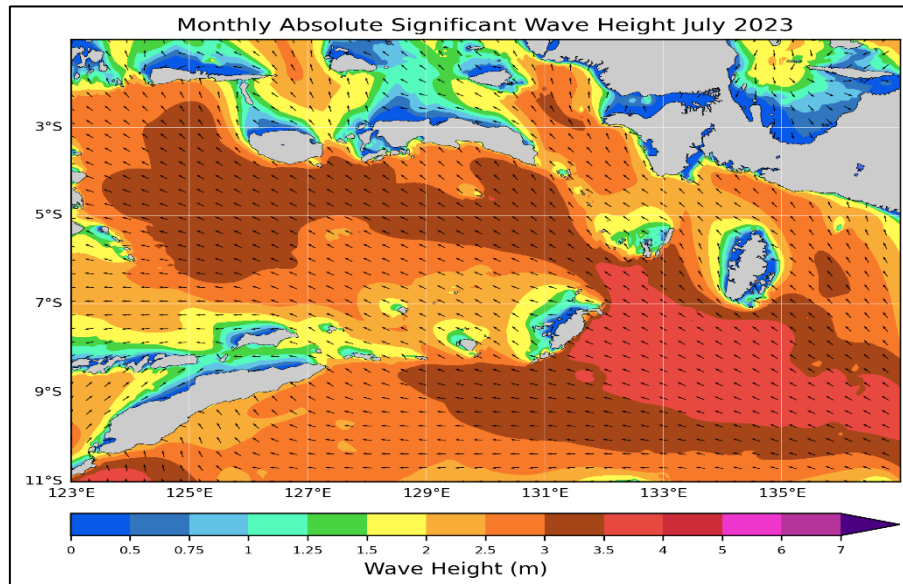 Monthly Absolute Significant Wave Height July 2023
3°S
5°S
7°S
9°S
11°S
123°E 125°E 127°E 129°E 131°E 133°E 135°E
0 0.5 0.75 1 1.25 1.5 2 2.5 3 3.5 4 5 6 7
Wave Height (m)